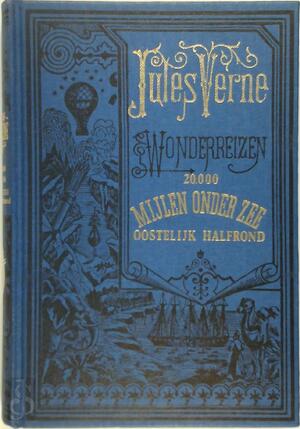 Jules Verne
Wonderreizen
20.000
MIJLEN ONDER ZEE
OOSTELIJK HALFROND